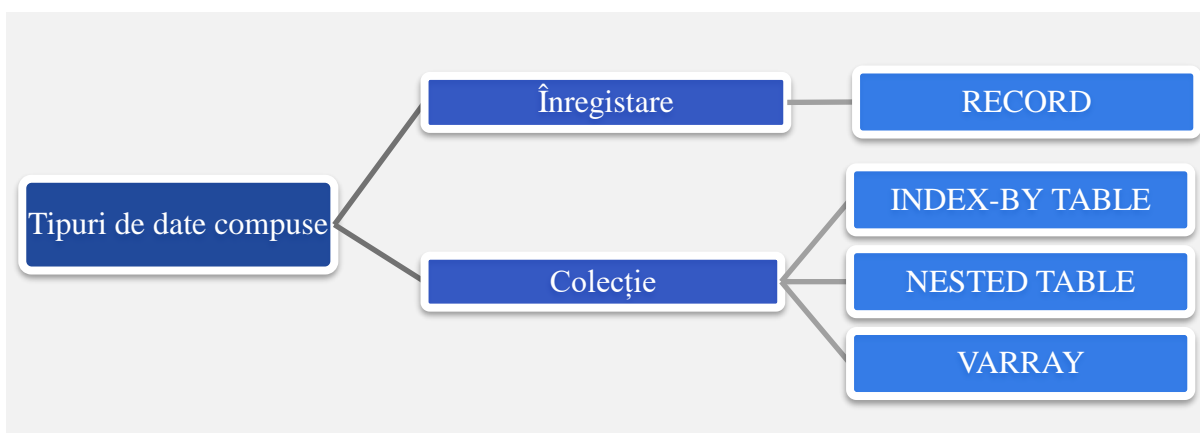 Înregistare
RECORD
Tipuri de date compuse
INDEX-BY TABLE
Colecție
NESTED TABLE
VARRAY